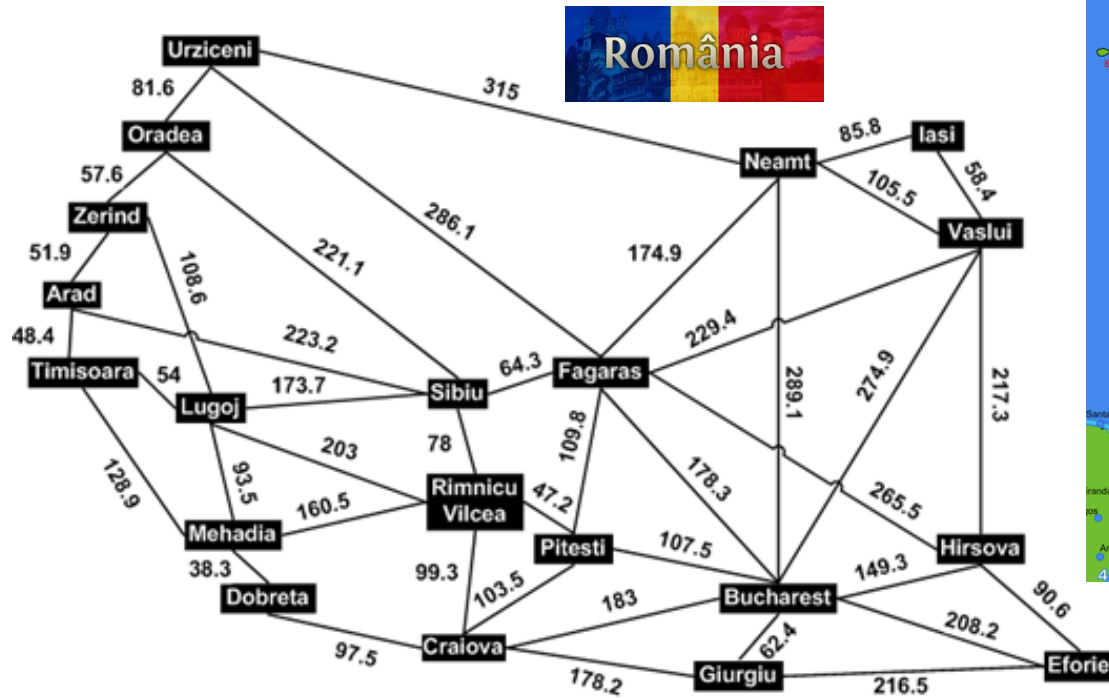 România
Urziceni
81.6
315
Oradea
85.8
Iasi
Neamt
57.6
105.5
58.4
Zerind
286.1
Vaslui
51.9
108.6
221.1
174.9
Arad
48.4
223.2
229.4
Timisoara
54
173.7
64.3
Fagaras
289.1
274.9
217.3
Lugoj
Sibiu
109.8
203
78
178.3
128.9
93.5
160.5
Rimnicu
Vilcea
47.2
265.5
Mehadia
Pitesti
107.5
Hirsova
38.3
99.3
103.5
149.3
Dobreta
183
Bucharest
90.6
97.5
Craiova
62.4
208.2
178.2
Giurgiu
216.5
Eforie
Santa